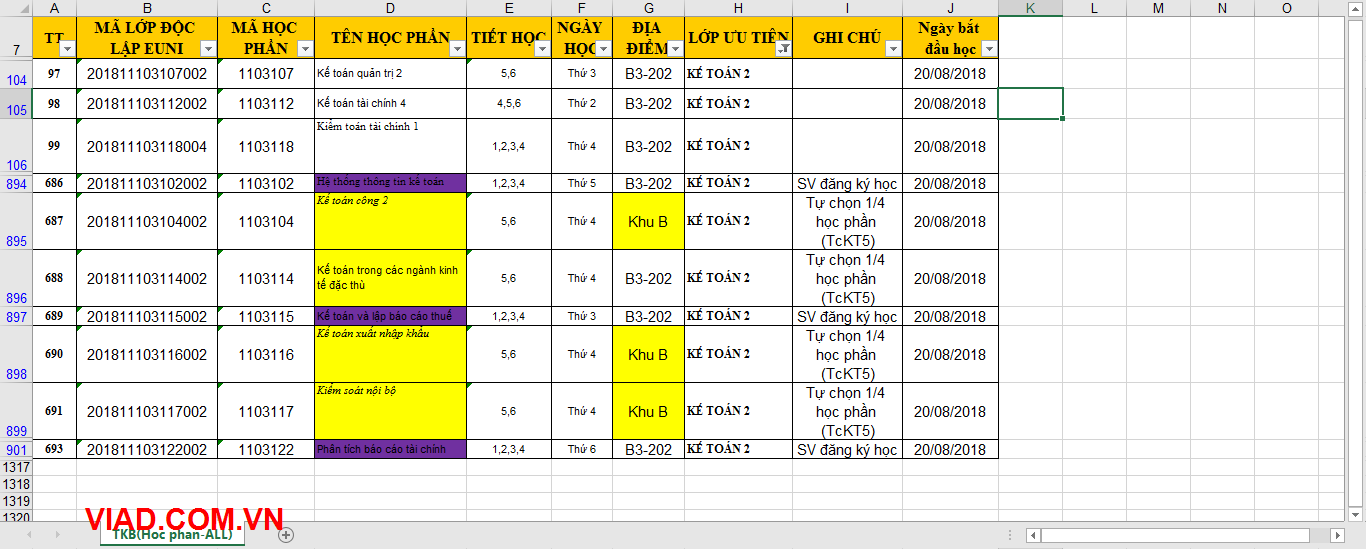 A B C D E F G H I J K L M N O
7 TT MÃ LỚP ĐỘC LẬP EUNI MÃ HỌC PHẦN TÊN HỌC PHẦN TIẾT HỌC NGÀY HỌC ĐỊA ĐIỂM LỚP ƯU TIÊN GHI CHÚ Ngày bắt đầu học
104 97 201811103107002 1103107 Kế toán quản trị 2 5,6 Thứ 3 B3-202 KẾ TOÁN 2 20/08/2018
105 98 201811103112002 1103112 Kế toán tài chính 4 4,5,6 Thứ 2 B3-202 KẾ TOÁN 2 20/08/2018
106 99 201811103118004 1103118 Kiểm toán tài chinh 1 1,2,3,4 Thứ 4 B3-202 KẾ TOÁN 2 20/08/2018
894 686 201811103102002 1103102 Hệ thống thông tin kế toán 1,2,3,4 Thứ 5 B3-202 KẾ TOÁN 2 SV đăng ký học 20/08/2018
895 687 201811103104002 1103104 Kế toán công 2 5,6 Thứ 4 Khu B KẾ TOÁN 2 Tự chọn 1/4 học phần (TcKT5) 20/08/2018
896 688 201811103114002 1103114 Kế toán trong các ngành kinh tế đặc thù 5,6 Thứ 4 B3-202 KẾ TOÁN 2 Tự chọn 1/4 học phần (TcKT5) 20/08/2018
897 689 201811103115002 1103115 Kế toán và lập báo cáo thuế 1,2,3,4 Thứ 3 B3-202 KẾ TOÁN 2 SV đăng ký học 20/08/2018
898 690 201811103116002 1103116 Kế toán xuất nhập khẩu 5,6 Thứ 4 Khu B KẾ TOÁN 2 Tự chọn 1/4 học phần (TcKT5) 20/08/2018
899 691 201811103117002 1103117 Kiểm soát nội bộ 5,6 Thứ 4 Khu B KẾ TOÁN 2 Tự chọn 1/4 học phần (TcKT5) 20/08/2018
901 693 201811103122002 1103122 Phân tích báo cáo tài chính 1,2,3,4 Thứ 6 B3-202 KẾ TOÁN 2 SV đăng ký học 20/08/2018
1317
1318
1319
1320
VIAD.COM.VN
TKB(Hoc phan-ALL)